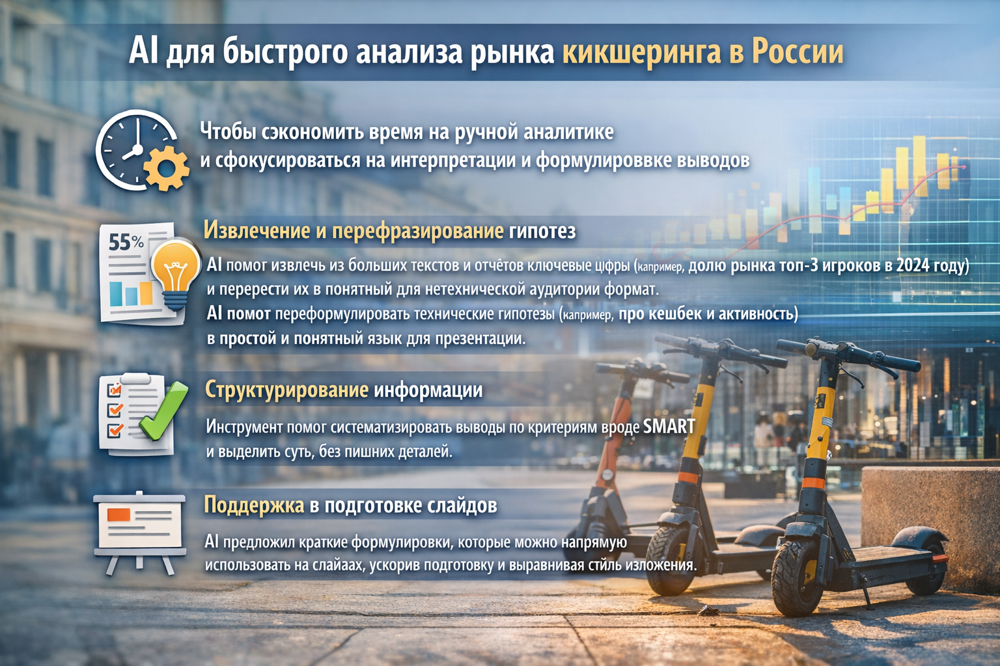 AI для быстрого анализа рынка кикшеринга в России
Чтобы сэкономить время на ручной аналитике
и сфокусироваться на интерпретации и формулироввке выводов
55%
Извлечение и перефразирование гипотез
AI помог извлечь из больших текстов и отчётов ключевые цифры (капример, долю рынка топ-3 игроков в 2024 году)
и перерести их в понятный для нетехнической аудитории формат.
AI помот переформулировать технические гипотезы (капример, про кешбек и активность)
в простой и понятный язык для презентации.
Структурирование информации
Инструмент помог систематизировать выводы по критериям вроде SMART
и выделить суть, без пишних деталей.
Поддержка в подготовке слайдов
AI предложил краткие формулировки, которые можно напрямую
использовать на слайаах, ускорив подготовку и выравнивая стиль изложения.